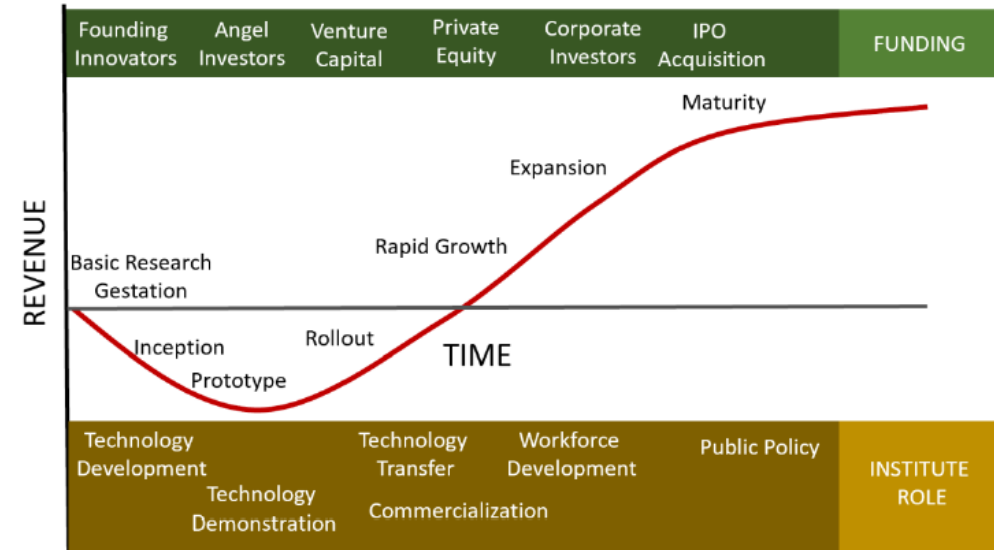 Founding
Innovators
Angel
Investors
Venture
Capital
Private
Equity
Corporate
Investors
IPO
Acquisition
FUNDING
Maturity
Expansion
Rapid Growth
Basic Research
Gestation
REVENUE
Inception
Prototype
Rollout
TIME
Technology
Development
Technology
Demonstration
Technology
Transfer
Commercialization
Workforce
Development
Public Policy
INSTITUTE
ROLE